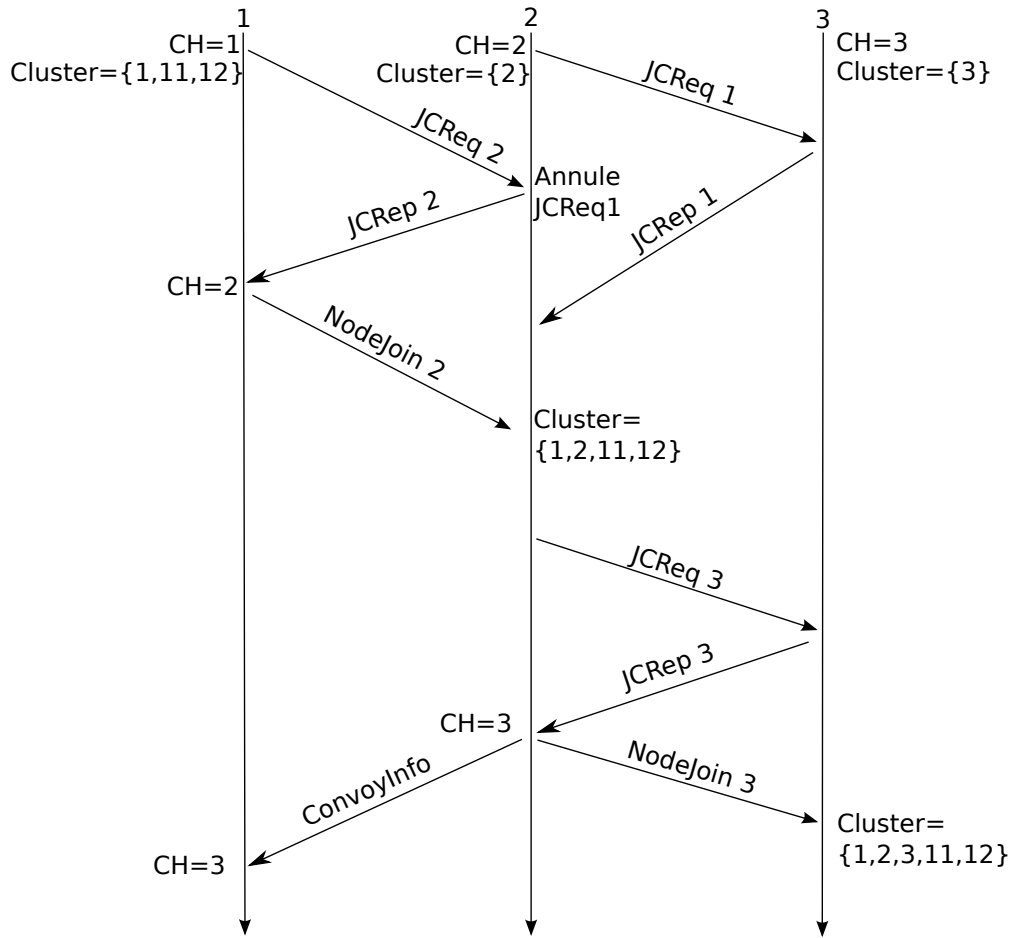 1
2
3
CH=1
Cluster={1,11,12}
CH=2
Cluster={2}
CH=3
Cluster={3}
JCReq 1
JCReq 2
Annule
JCReq1
JCRep 2
JCRep 1
CH=2
NodeJoin 2
Cluster=
{1,2,11,12}
JCReq 3
JCRep 3
CH=3
NodeJoin 3
ConvoyInfo
Cluster=
{1,2,3,11,12}
CH=3